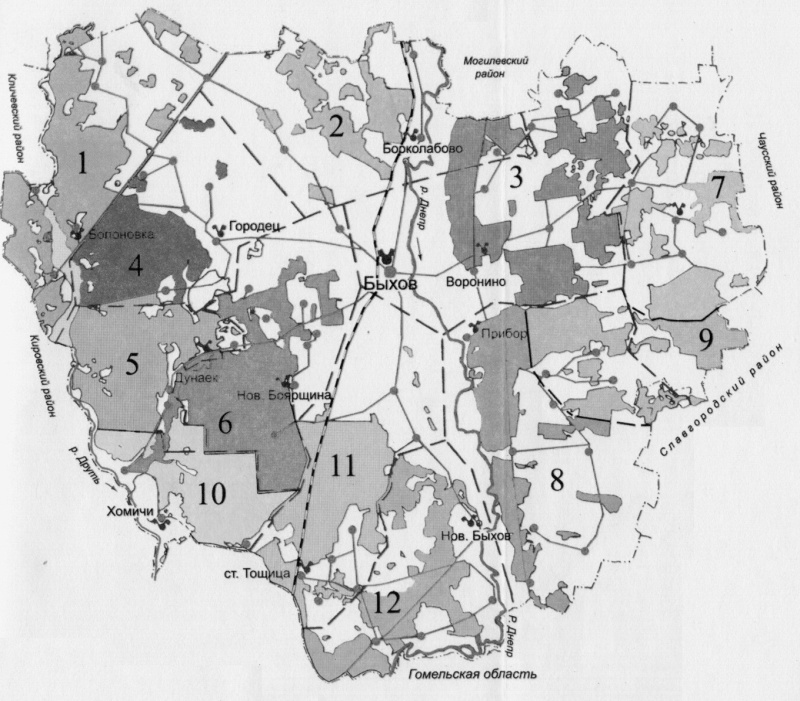 Могилевский
район
Кличевский район
Чаусский район
1
2
Борколабово
3
7
р. Днепр
Бопоновка
Городец
4
Быхов
Воронино
Прибор
9
Кировский район
5
Дунаек
Нов. Боярщина
6
Славгородский район
р. Друть
11
10
8
Хомичи
Нов. Быхов
ст. Тощица
12
Р. Днепр
Гомельская область